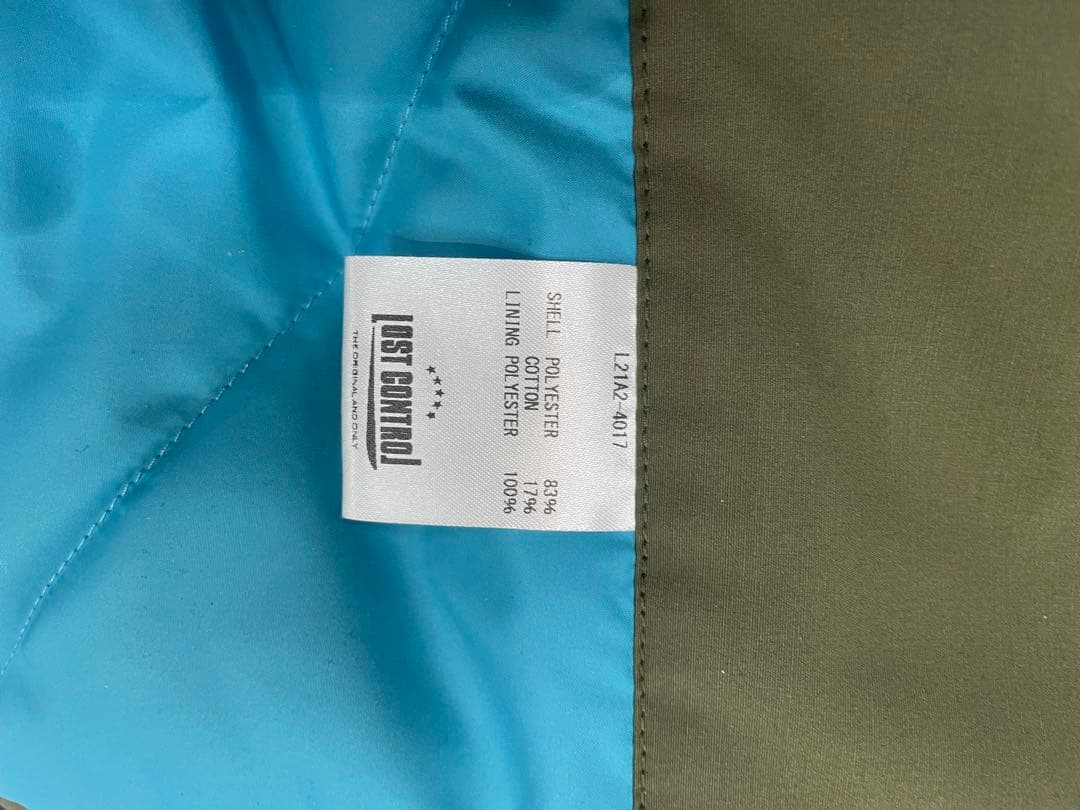 L21A2-4017
SHELL POLYESTER 83%
COTTON 17%
LINING POLYESTER 100%
LOST CONTROL
THE ORIGINAL AND ONLY